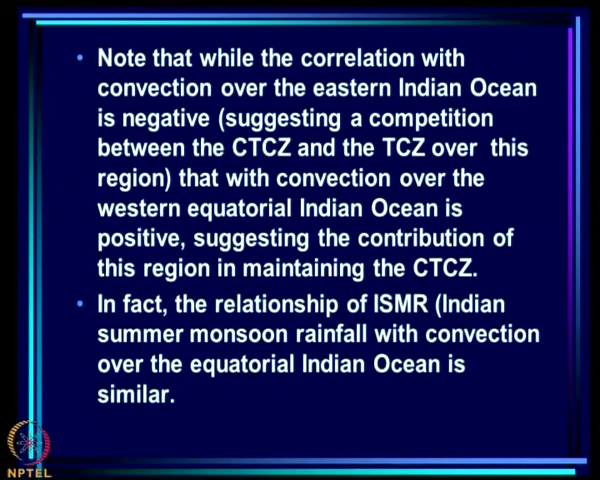 • Note that while the correlation with
convection over the eastern Indian Ocean
is negative (suggesting a competition
between the CTCZ and the TCZ over this
region) that with convection over the
western equatorial Indian Ocean is
positive, suggesting the contribution of
this region in maintaining the CTCZ.
• In fact, the relationship of ISMR (Indian
summer monsoon rainfall with convection
over the equatorial Indian Ocean is
similar.
NPTEL